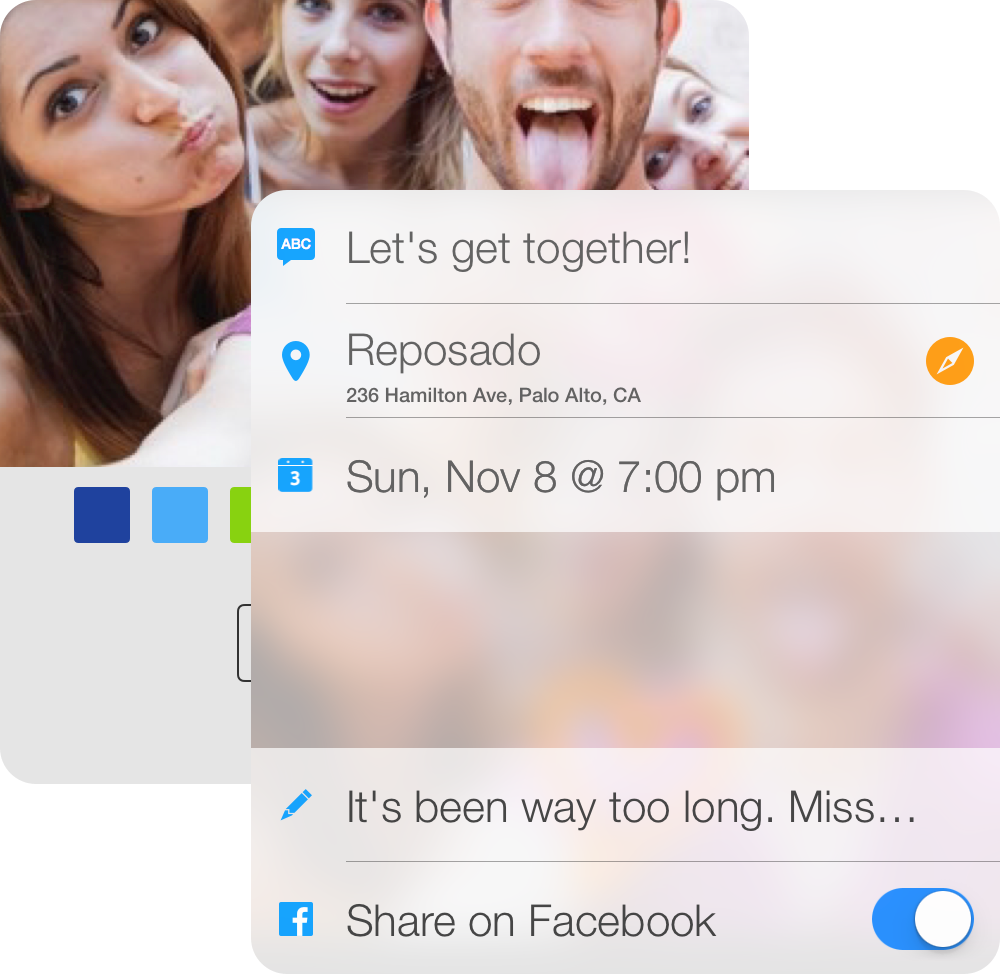 ABC
Let's get together!
Reposado
236 Hamilton Ave, Palo Alto, CA
3
Sun, Nov 8 @ 7:00 pm
It's been way too long. Miss…
f
Share on Facebook